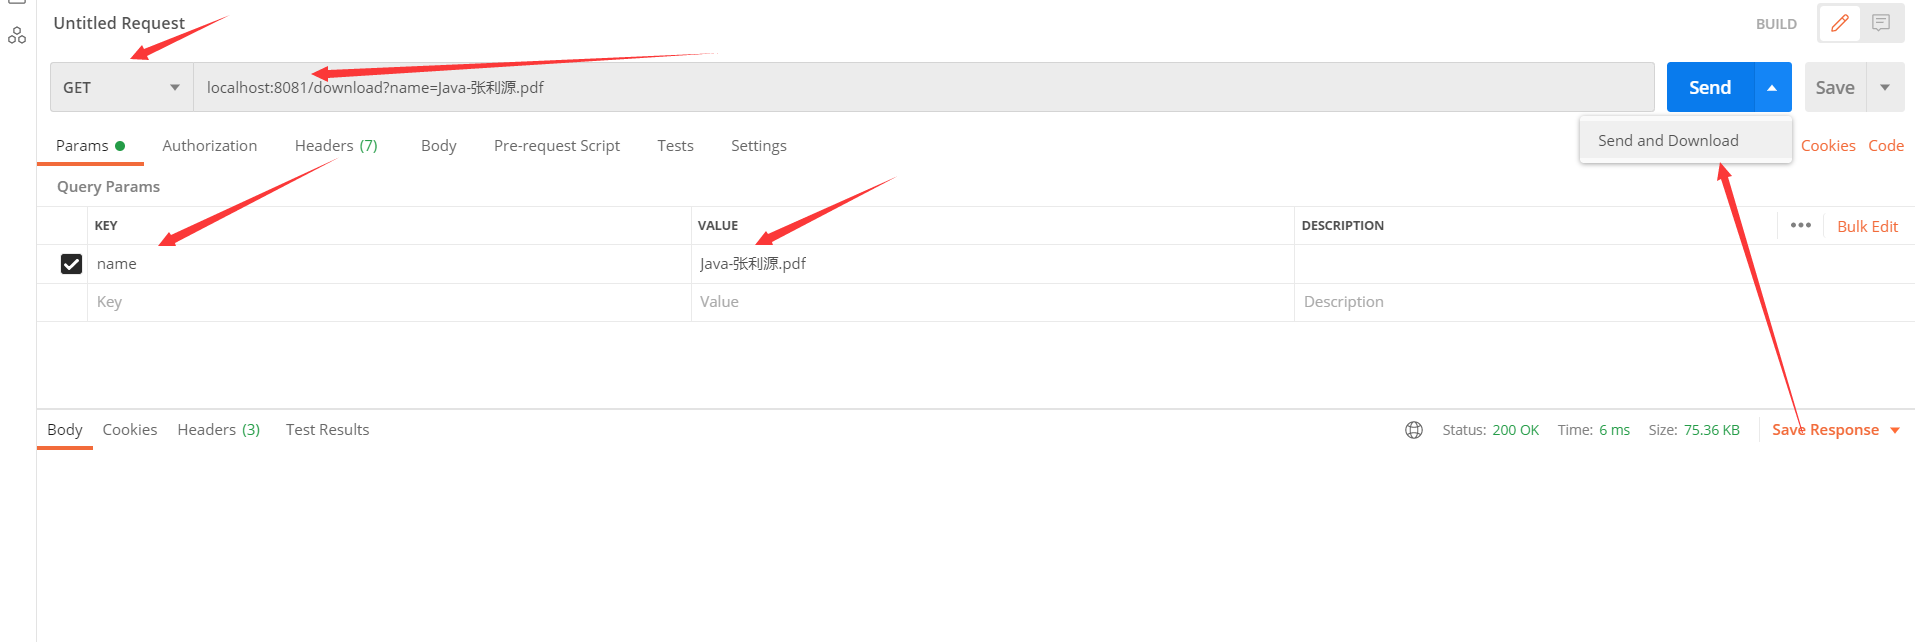 Untitled Request
BUILD
GET localhost:8081/download?name=Java-张利源.pdf Send Save
Send and Download
Params Authorization Headers (7) Body Pre-request Script Tests Settings Cookies Code
Query Params
KEY VALUE DESCRIPTION ••• Bulk Edit
name Java-张利源.pdf
Key Value Description
Body Cookies Headers (3) Test Results Status: 200 OK Time: 6 ms Size: 75.36 KB Save Response